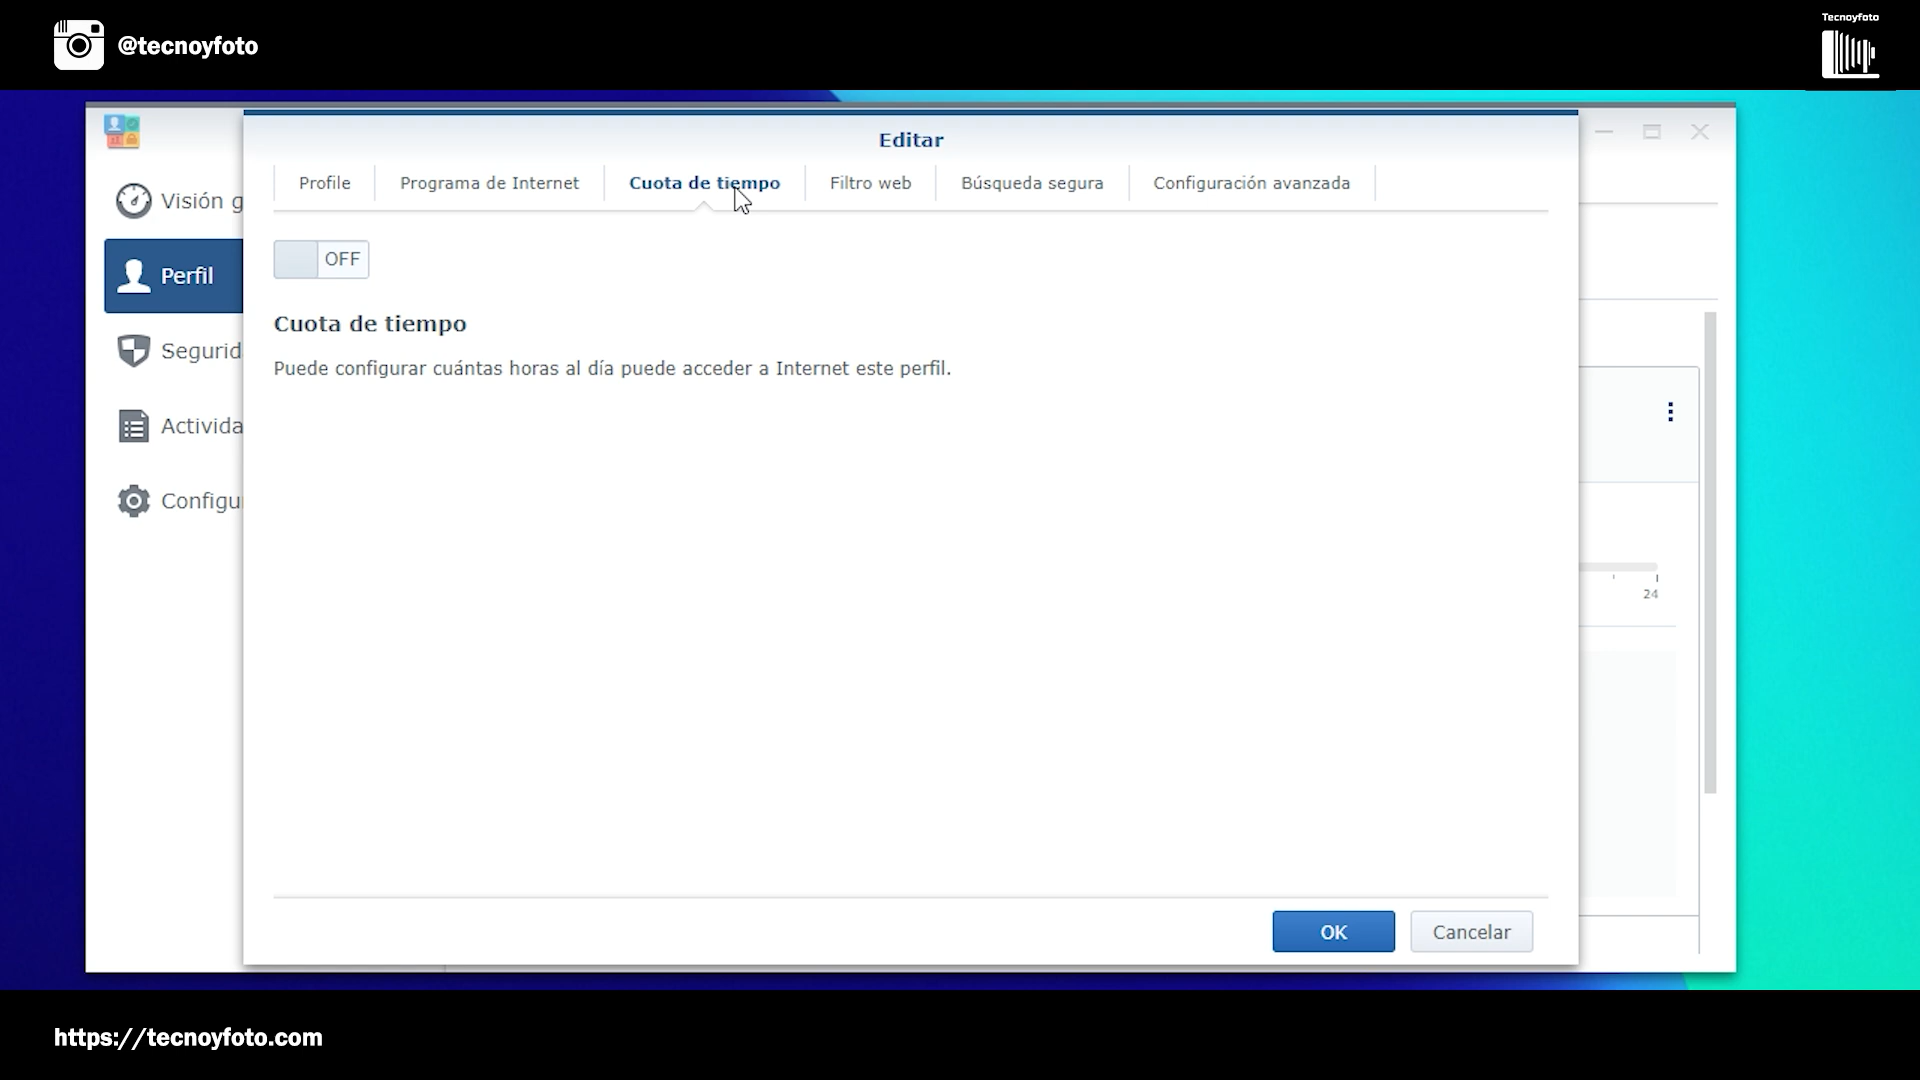 @tecnoyfoto
Tecnoyfoto
Editar
Profile
Programa de Internet
Cuota de tiempo
Filtro web
Búsqueda segura
Configuración avanzada
Visión g
Perfil
Segurid
Activida
Configu
OFF
Cuota de tiempo
Puede configurar cuántas horas al día puede acceder a Internet este perfil.
24
OK
Cancelar
https://tecnoyfoto.com